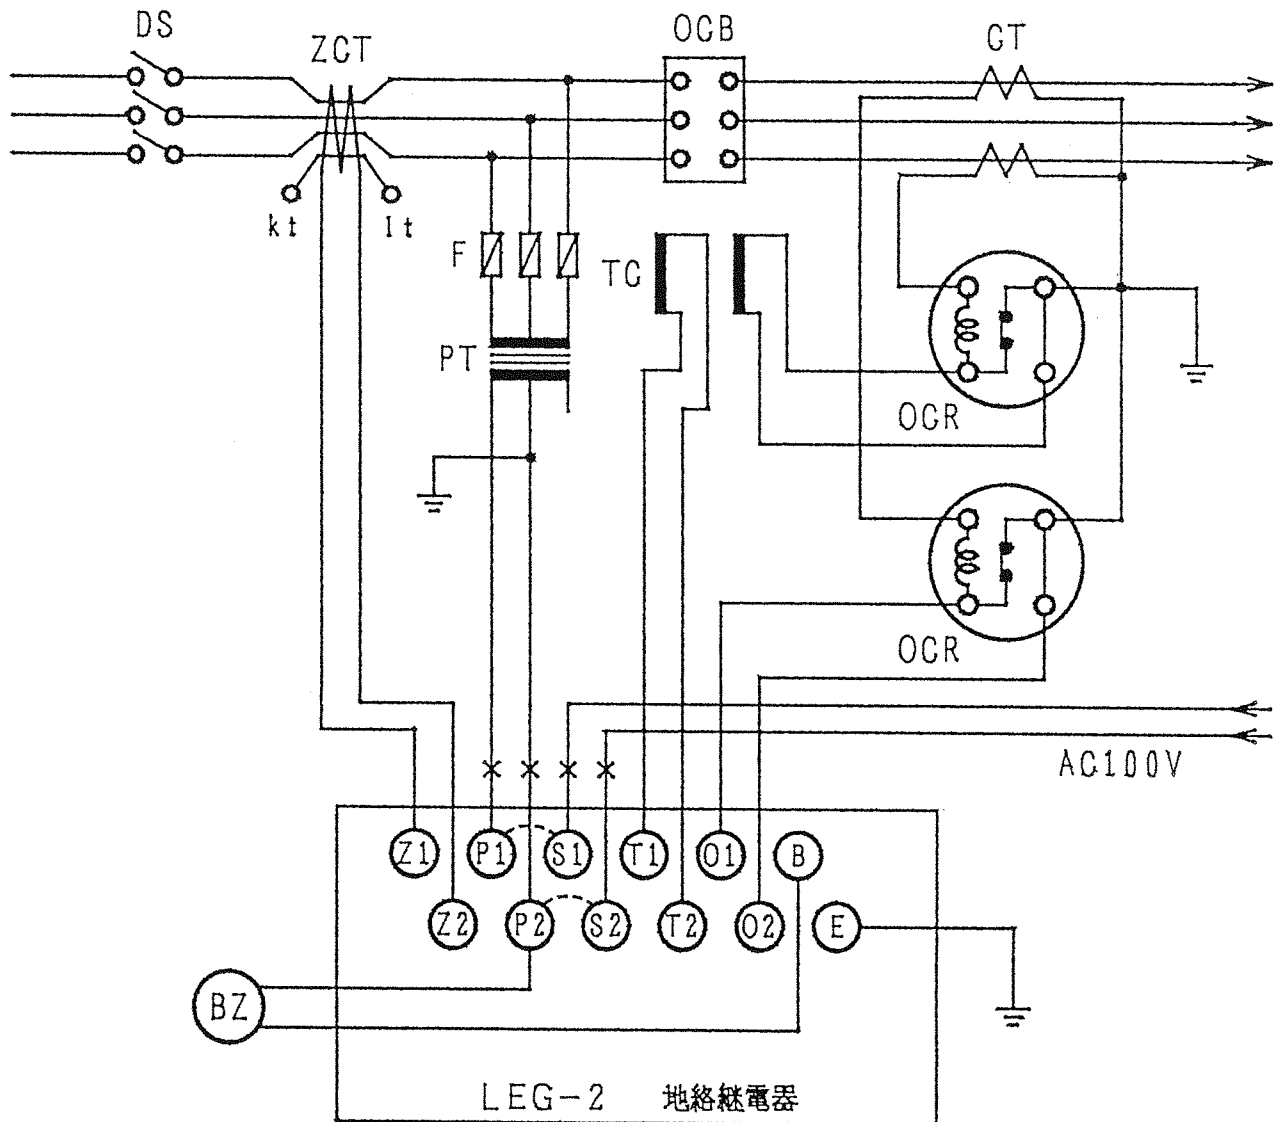 DS
ZCT
OCB
CT
kt
lt
F
TC
PT
OCR
OCR
AC100V
Z1 P1 S1 T1 O1 B
Z2 P2 S2 T2 O2 E
BZ
LEG-2 地絡継電器